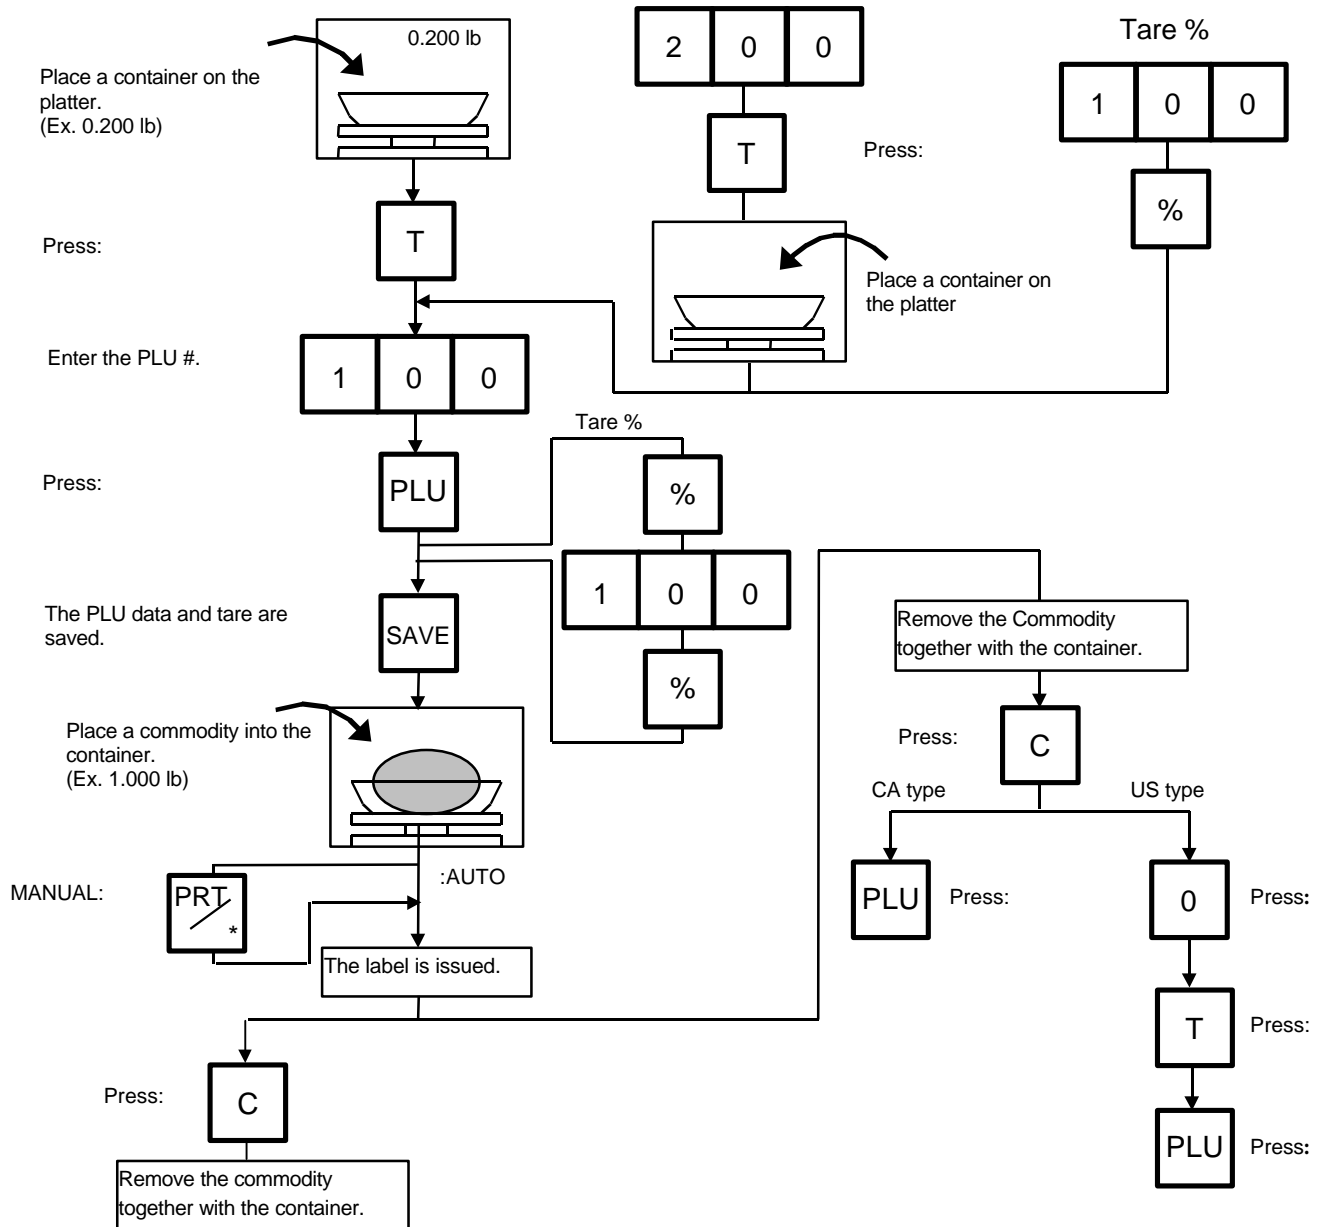 0.200 lb
Place a container on the
platter.
(Ex. 0.200 lb)
Press:
T
2 0 0
T
Press:
Place a container on
the platter
Tare %
1 0 0
%
Enter the PLU #.
1 0 0
Press:
PLU
Tare %
%
1 0 0
%
The PLU data and tare are
saved.
SAVE
Place a commodity into the
container.
(Ex. 1.000 lb)
MANUAL:
PRT
*
:AUTO
The label is issued.
Press:
C
Remove the commodity
together with the container.
Remove the Commodity
together with the container.
Press:
C
CA type
US type
PLU
Press:
0
Press:
T
Press:
PLU
Press: